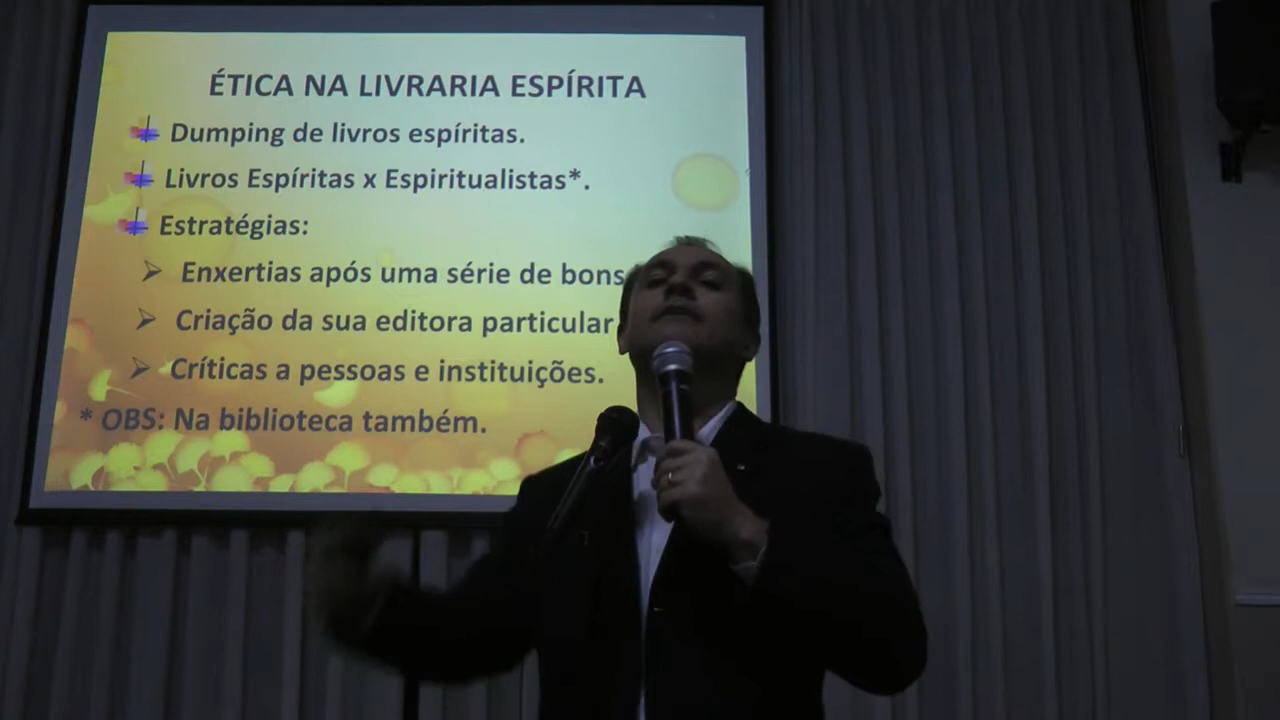 ÉTICA NA LIVRARIA ESPÍRITA
Dumping de livros espíritas.
Livros Espíritas x Espiritualistas*.
Estratégias:
Enxertias após uma série de bons
Criação da sua editora particular
Críticas a pessoas e instituições.
* OBS: Na biblioteca também.